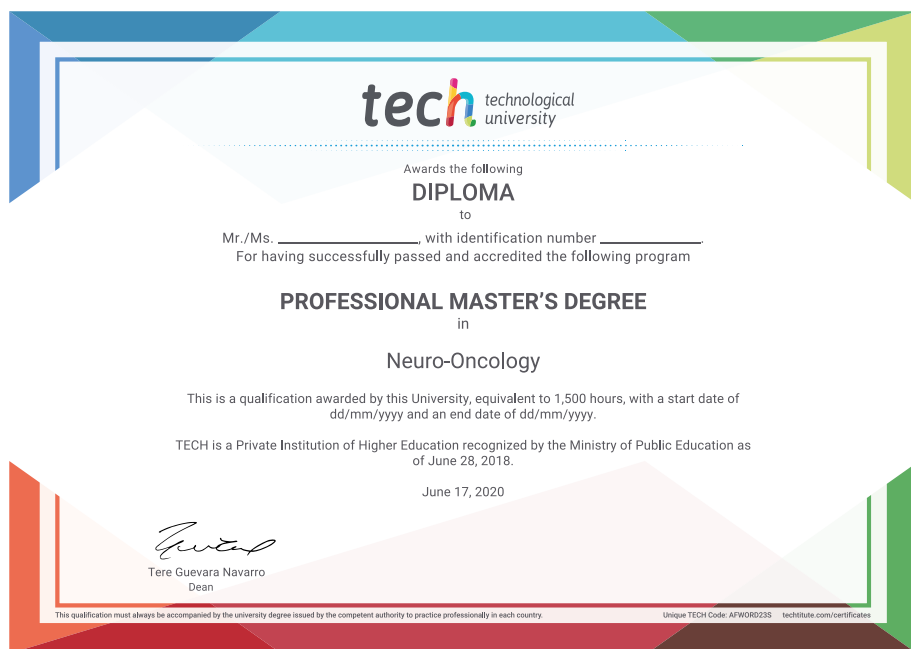 tech technological
university
Awards the following
DIPLOMA
to
Mr./Ms. ____________________, with identification number ______________.
For having successfully passed and accredited the following program
PROFESSIONAL MASTER'S DEGREE
in
Neuro-Oncology
This is a qualification awarded by this University, equivalent to 1,500 hours, with a start date of
dd/mm/yyyy and an end date of dd/mm/yyyy.
TECH is a Private Institution of Higher Education recognized by the Ministry of Public Education as
of June 28, 2018.
June 17, 2020
Tere Guevara Navarro
Dean
This qualification must always be accompanied by the university degree issued by the competent authority to practice professionally in each country.
Unique TECH Code: AFWORD23S techtitute.com/certificates